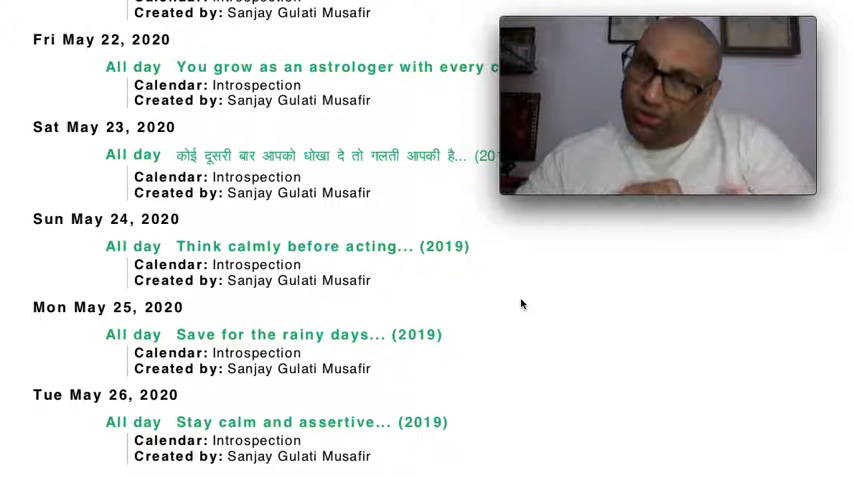 Created by: Sanjay Gulati Musafir
Fri May 22, 2020
All day You grow as an astrologer with every
Calendar: Introspection
Created by: Sanjay Gulati Musafir
Sat May 23, 2020
All day कोई दूसरी बार आपको धोखा दे तो गलती आपकी है... (20
Calendar: Introspection
Created by: Sanjay Gulati Musafir
Sun May 24, 2020
All day Think calmly before acting... (2019)
Calendar: Introspection
Created by: Sanjay Gulati Musafir
Mon May 25, 2020
All day Save for the rainy days... (2019)
Calendar: Introspection
Created by: Sanjay Gulati Musafir
Tue May 26, 2020
All day Stay calm and assertive... (2019)
Calendar: Introspection
Created by: Sanjay Gulati Musafir